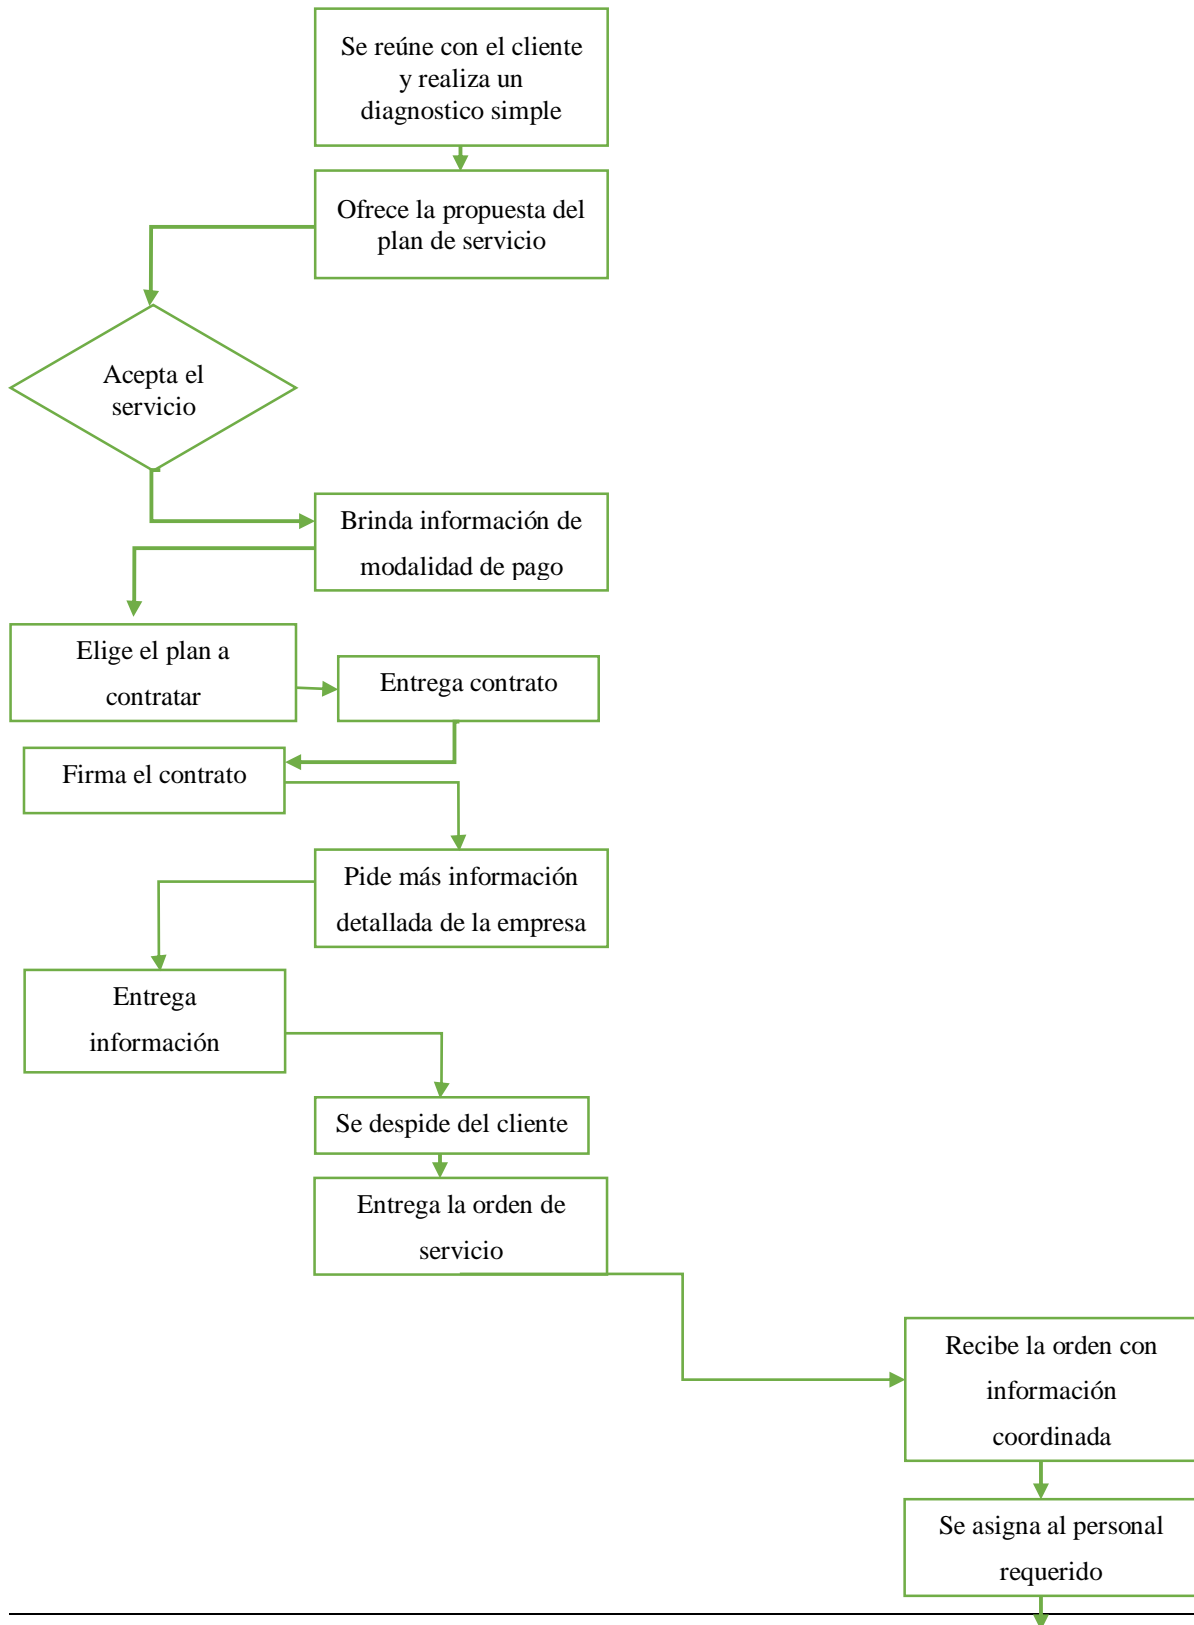 Se reúne con el cliente
y realiza un
diagnostico simple
Ofrece la propuesta del
plan de servicio
Acepta el
servicio
Brinda información de
modalidad de pago
Elige el plan a
contratar
Entrega contrato
Firma el contrato
Pide más información
detallada de la empresa
Entrega
información
Se despide del cliente
Entrega la orden de
servicio
Recibe la orden con
información
coordinada
Se asigna al personal
requerido